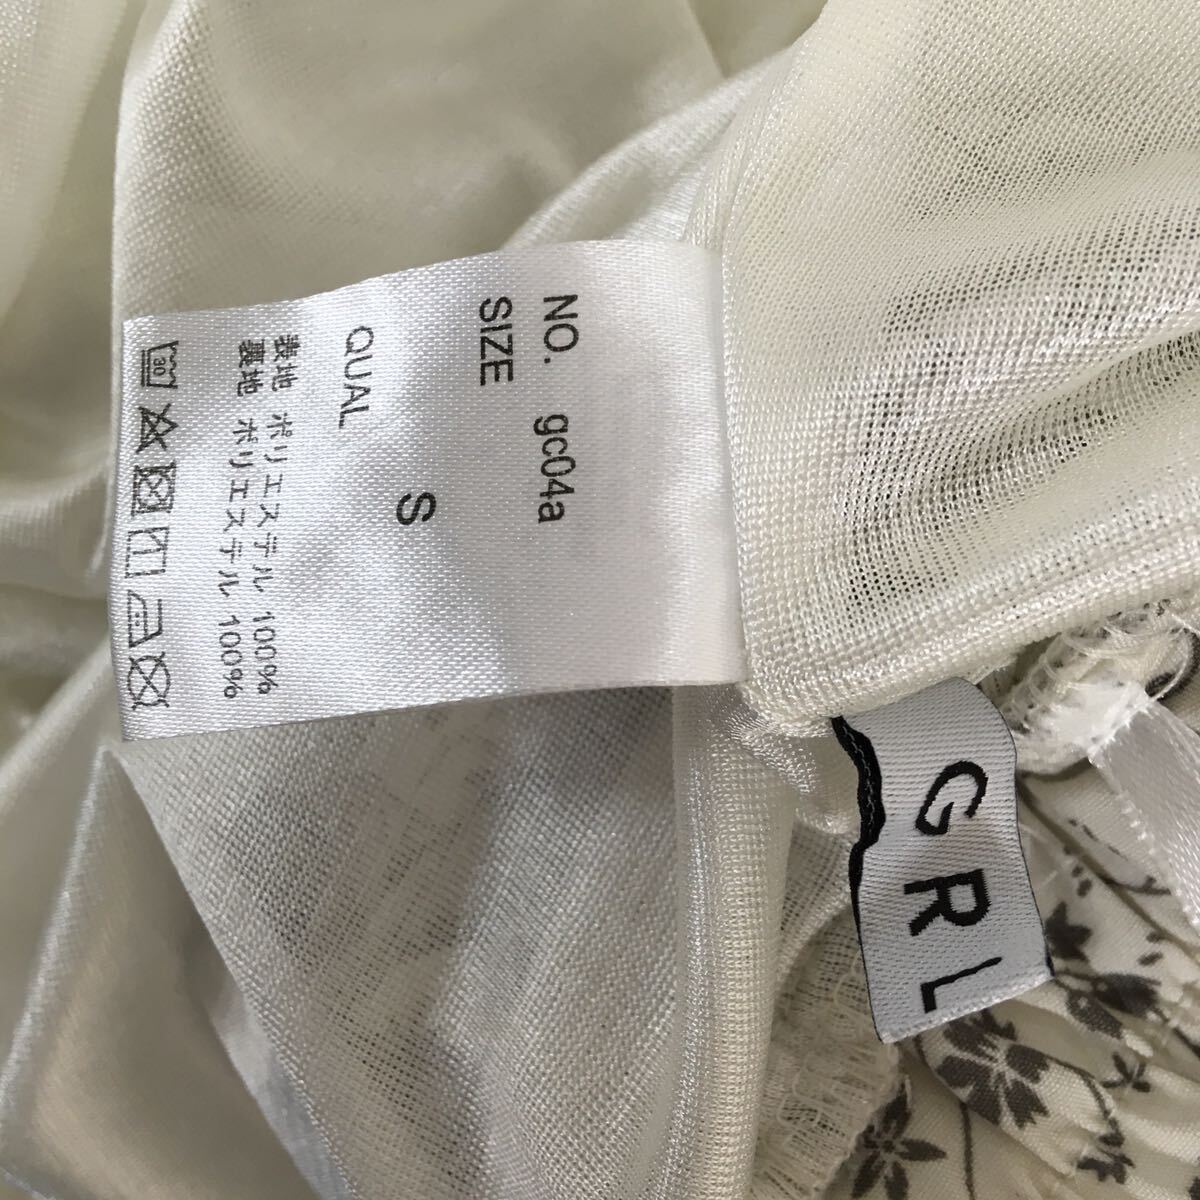 NO. gc04a
SIZE
S
QUAL
表地 ポリエステル 100%
裏地 ポリエステル 100%
30
GRL